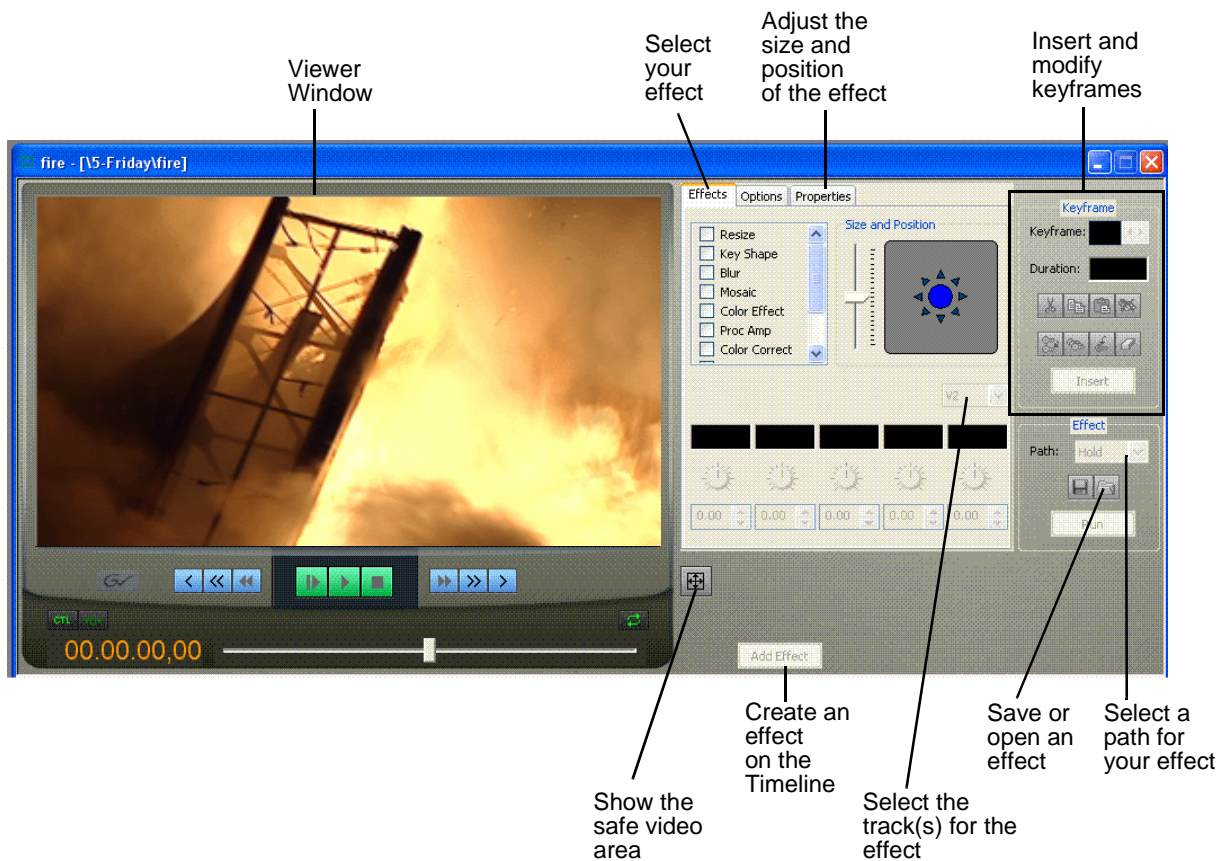 Viewer
Window
Select
your
effect
Adjust the
size and
position
of the effect
Insert and
modify
keyframes
fire - [\5-Friday\fire]
Effects
Options
Properties
Resize
Key Shape
Blur
Mosaic
Color Effect
Proc Amp
Color Correct
Size and Position
V2
0.00
0.00
0.00
0.00
0.00
Keyframe
Keyframe:
Duration:
Insert
Effect
Path: Hold
Run
CTL
00.00.00,00
Add Effect
Create an
effect
on the
Timeline
Save or
open an
effect
Select a
path for
your effect
Show the
safe video
area
Select the
track(s) for the
effect